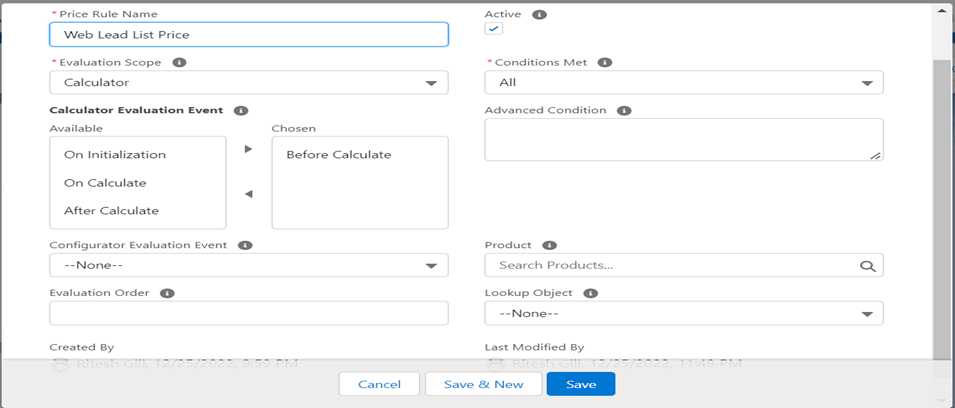 * Price Rule Name
Active
Web Lead List Price
* Evaluation Scope
* Conditions Met
Calculator
All
Calculator Evaluation Event
Advanced Condition
Available
Chosen
On Initialization
Before Calculate
On Calculate
After Calculate
Configurator Evaluation Event
Product
--None--
Search Products...
Evaluation Order
Lookup Object
--None--
Created By
Last Modified By
Ritesh Gill, 12/25/2022, 9:59 PM
Ritesh Gill, 12/25/2022, 11:49 PM
Cancel
Save & New
Save